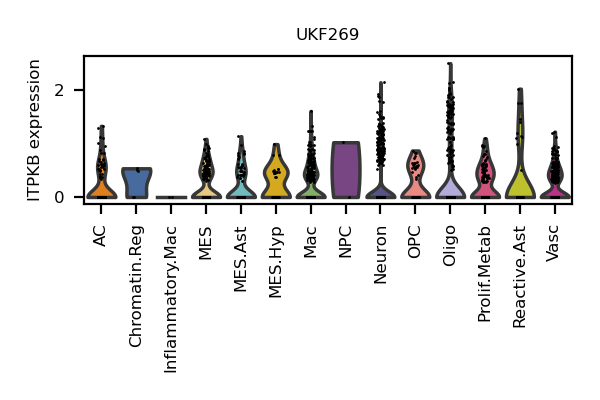 UKF269
ITPKB expression
2
0
AC
Chromatin.Reg
Inflammatory.Mac
MES
MES.Ast
MES.Hyp
Mac
NPC
Neuron
OPC
Oligo
Prolif.Metab
Reactive.Ast
Vasc